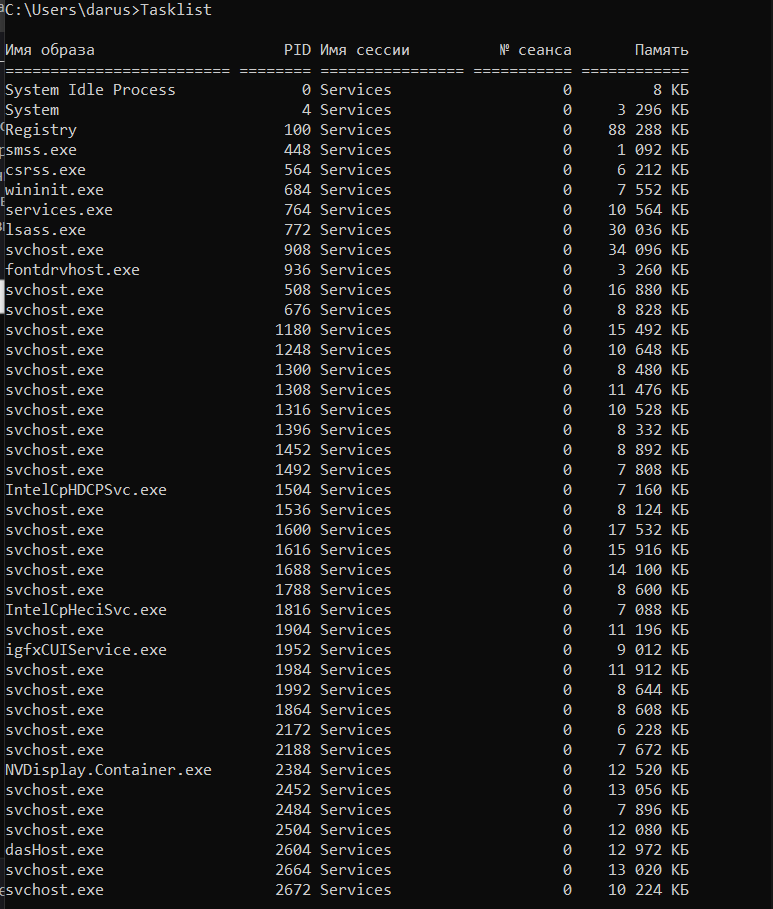 C:\Users\darus>Tasklist
Имя образа                     PID Имя сессии          № сеанса       Память
========================= ======== ================ =========== ============
System Idle Process              0 Services                   0         8 КБ
System                           4 Services                   0     3 296 КБ
Registry                       100 Services                   0    88 288 КБ
smss.exe                       448 Services                   0     1 092 КБ
csrss.exe                      564 Services                   0     6 212 КБ
wininit.exe                    684 Services                   0     7 552 КБ
services.exe                   764 Services                   0    10 564 КБ
lsass.exe                      772 Services                   0    30 036 КБ
svchost.exe                    908 Services                   0    34 096 КБ
fontdrvhost.exe                936 Services                   0     3 260 КБ
svchost.exe                    508 Services                   0    16 880 КБ
svchost.exe                    676 Services                   0     8 828 КБ
svchost.exe                   1180 Services                   0    15 492 КБ
svchost.exe                   1248 Services                   0    10 648 КБ
svchost.exe                   1300 Services                   0     8 480 КБ
svchost.exe                   1308 Services                   0    11 476 КБ
svchost.exe                   1316 Services                   0    10 528 КБ
svchost.exe                   1396 Services                   0     8 332 КБ
svchost.exe                   1452 Services                   0     8 892 КБ
svchost.exe                   1492 Services                   0     7 808 КБ
IntelCpHDCPSvc.exe            1504 Services                   0     7 160 КБ
svchost.exe                   1536 Services                   0     8 124 КБ
svchost.exe                   1600 Services                   0    17 532 КБ
svchost.exe                   1616 Services                   0    15 916 КБ
svchost.exe                   1688 Services                   0    14 100 КБ
svchost.exe                   1788 Services                   0     8 600 КБ
IntelCpHeciSvc.exe            1816 Services                   0     7 088 КБ
svchost.exe                   1904 Services                   0    11 196 КБ
igfxCUIService.exe            1952 Services                   0     9 012 КБ
svchost.exe                   1984 Services                   0    11 912 КБ
svchost.exe                   1992 Services                   0     8 644 КБ
svchost.exe                   1864 Services                   0     8 608 КБ
svchost.exe                   2172 Services                   0     6 228 КБ
svchost.exe                   2188 Services                   0     7 672 КБ
NVDisplay.Container.exe       2384 Services                   0    12 520 КБ
svchost.exe                   2452 Services                   0    13 056 КБ
svchost.exe                   2484 Services                   0     7 896 КБ
svchost.exe                   2504 Services                   0    12 080 КБ
dasHost.exe                   2604 Services                   0    12 972 КБ
svchost.exe                   2664 Services                   0    13 020 КБ
svchost.exe                   2672 Services                   0    10 224 КБ